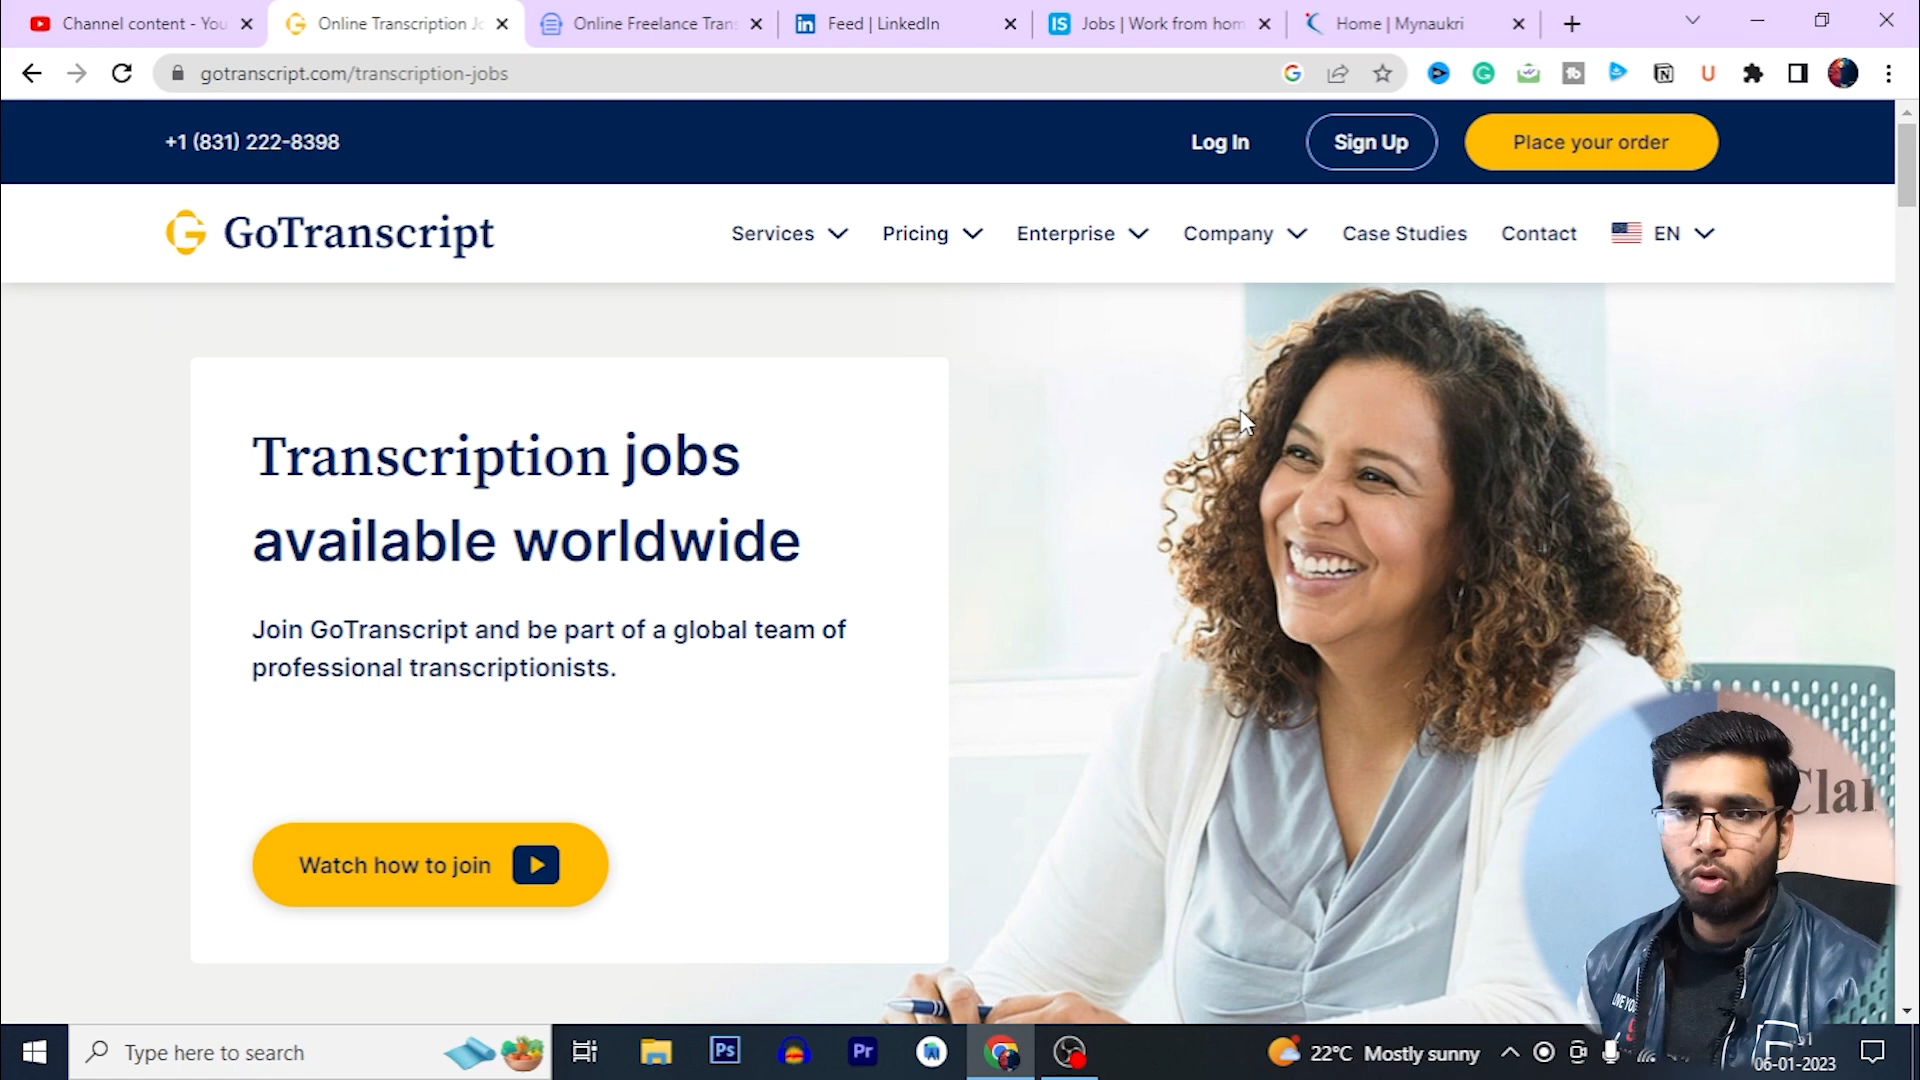 Channel content - You
Online Transcription Jo
Online Freelance Trans
Feed | LinkedIn
Jobs | Work from hom
Home | Mynaukri
gotranscript.com/transcription-jobs
+1 (831) 222-8398
Log In
Sign Up
Place your order
GoTranscript
Services
Pricing
Enterprise
Company
Case Studies
Contact
EN
Transcription jobs
available worldwide
Join GoTranscript and be part of a global team of
professional transcriptionists.
Watch how to join
Clar
Type here to search
Ps
Pr
22°C Mostly sunny
06-01-2023